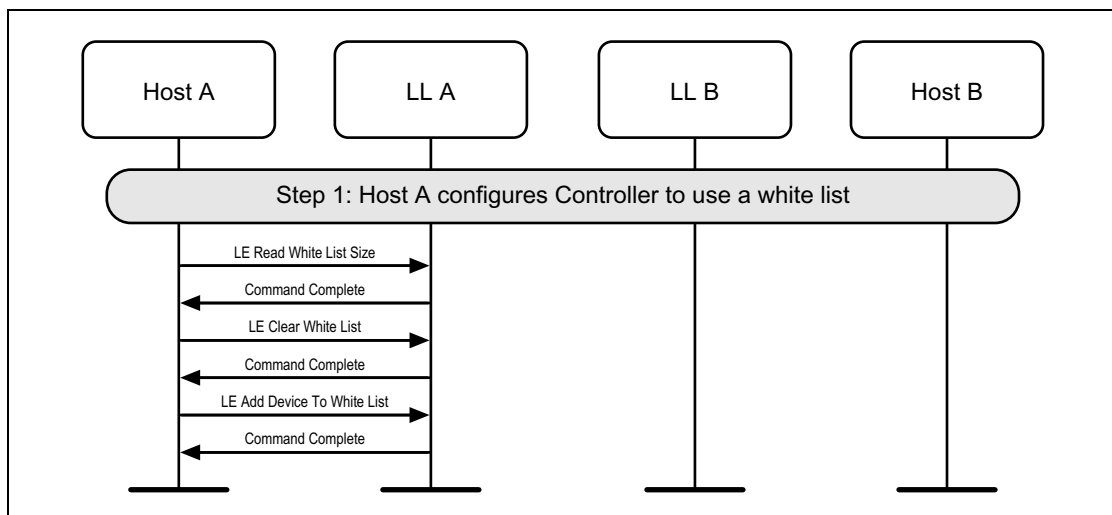 Host A
LL A
LL B
Host B
Step 1: Host A configures Controller to use a white list
LE Read White List Size
Command Complete
LE Clear White List
Command Complete
LE Add Device To White List
Command Complete